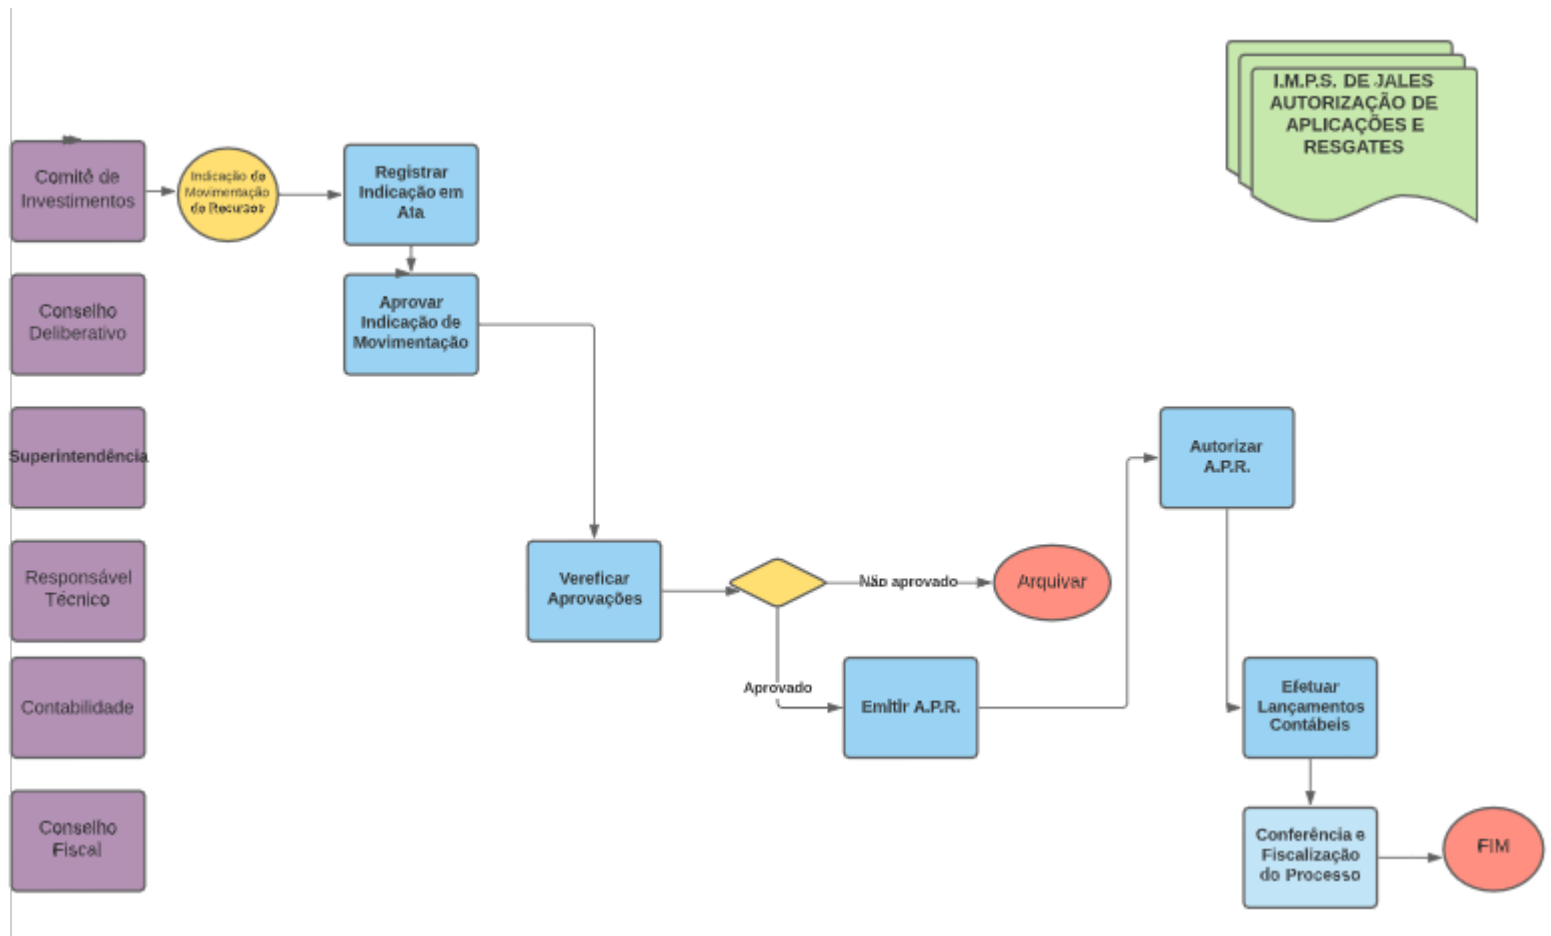 I.M.P.S. DE JALES
AUTORIZAÇÃO DE
APLICAÇÕES E
RESGATES
Comitê de
Investimentos
Indicação de
Movimentação
de Recursos
Registrar
Indicação em
Ata
Conselho
Deliberativo
Aprovar
Indicação de
Movimentação
Superintendência
Autorizar
A.P.R.
Responsável
Técnico
Vereficar
Aprovações
Não aprovado
Arquivar
Contabilidade
Aprovado
Emitir A.P.R.
Efetuar
Lançamentos
Contábeis
Conselho
Fiscal
Conferência e
Fiscalização
do Processo
FIM